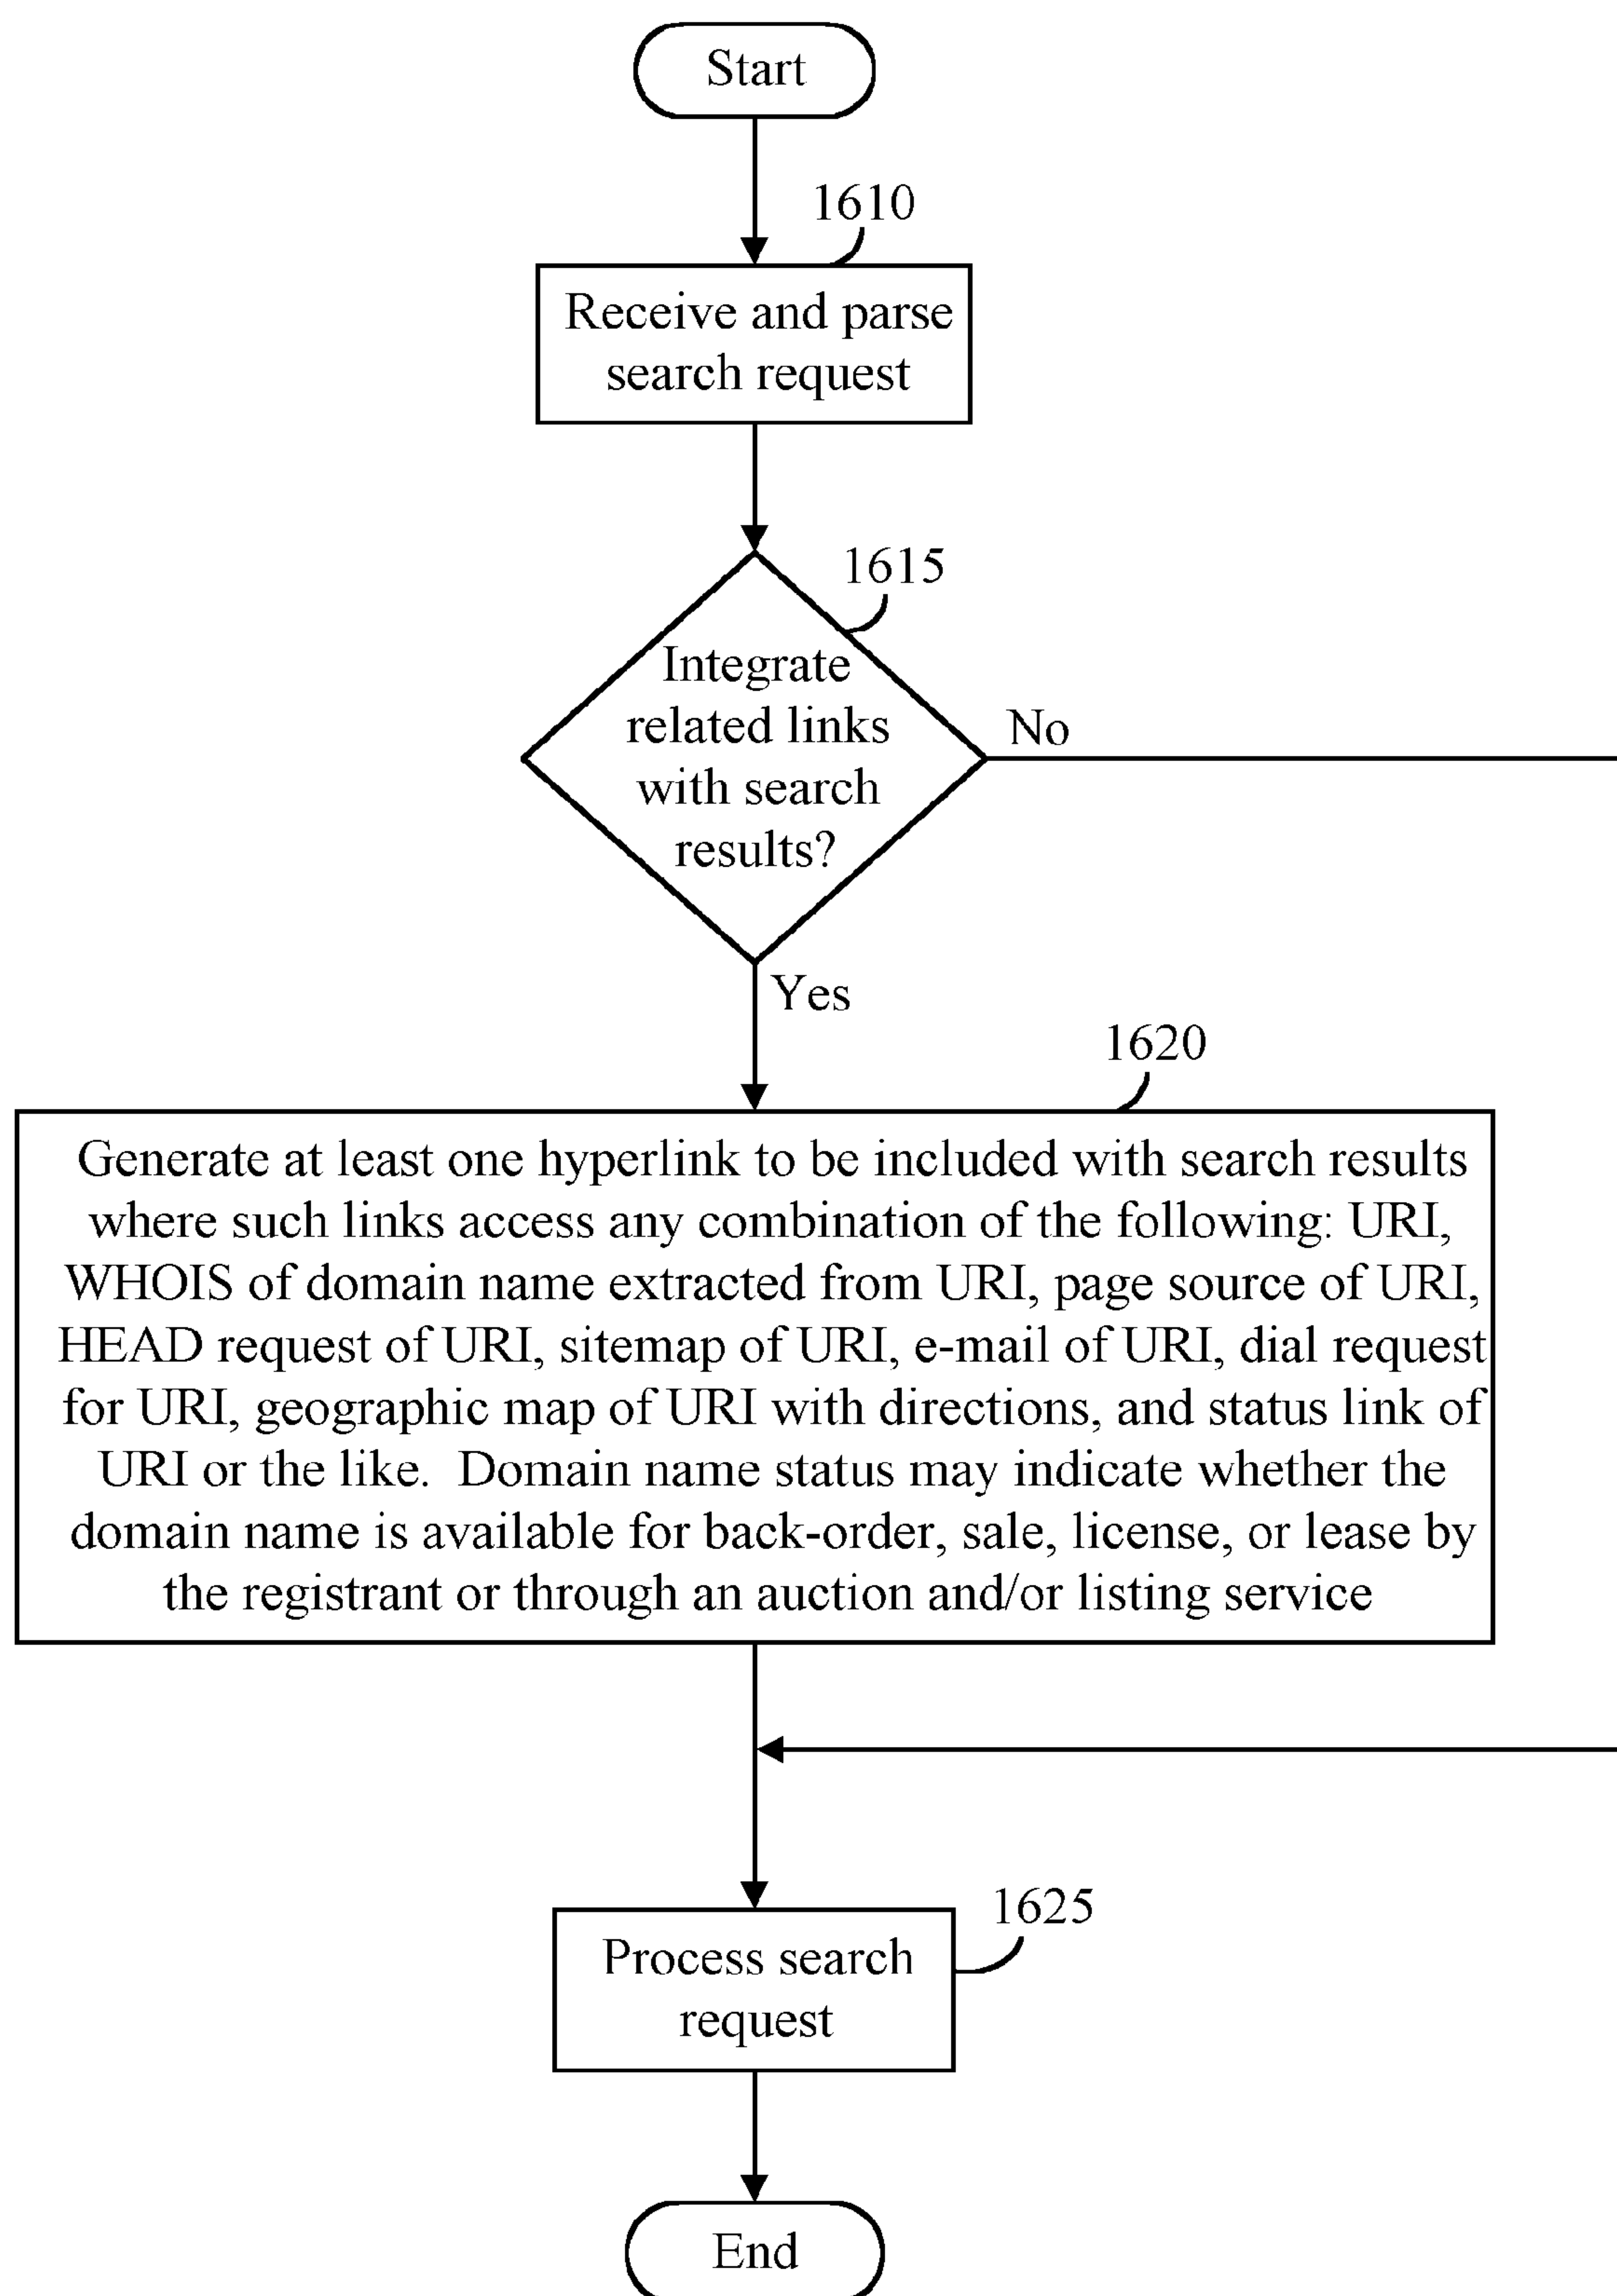 Start
1610
Receive and parse
search request
1615
Integrate
related links
with search
results?
No
Yes
1620
Generate at least one hyperlink to be included with search results
where such links access any combination of the following: URI,
WHOIS of domain name extracted from URI, page source of URI,
HEAD request of URI, sitemap of URI, e-mail of URI, dial request
for URI, geographic map of URI with directions, and status link of
URI or the like.  Domain name status may indicate whether the
domain name is available for back-order, sale, license, or lease by
the registrant or through an auction and/or listing service
1625
Process search
request
End